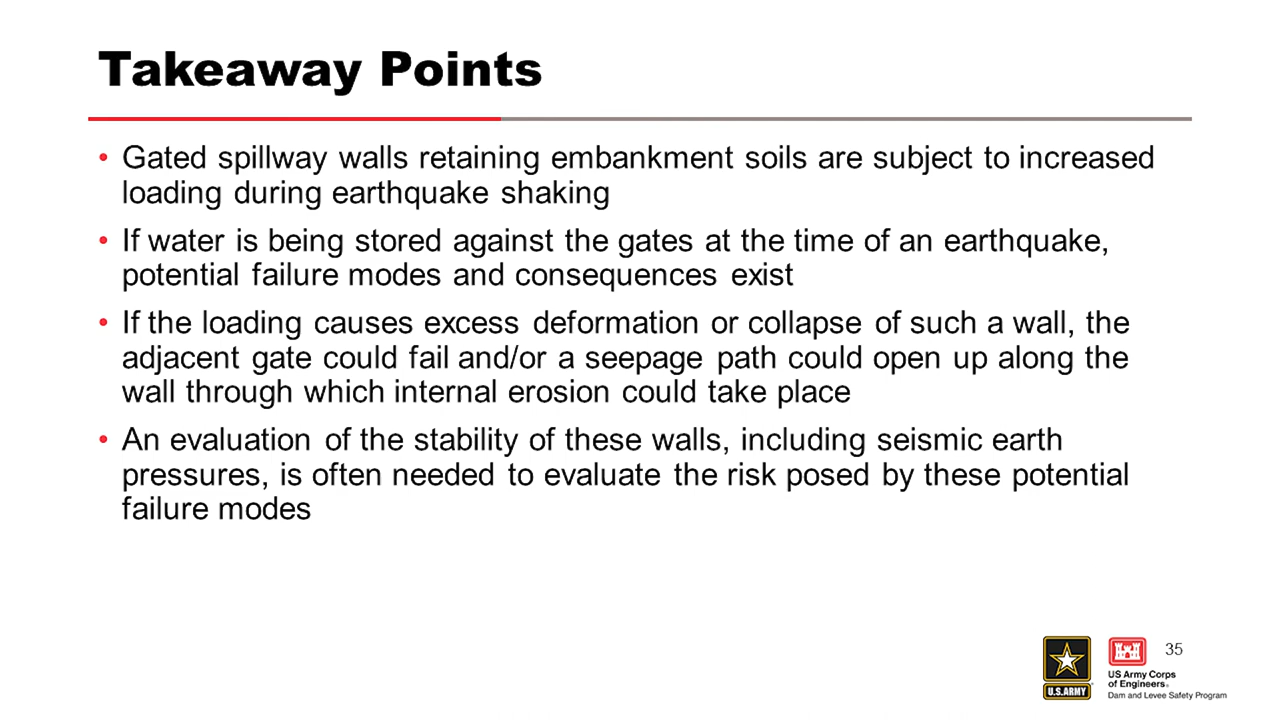 Takeaway Points
• Gated spillway walls retaining embankment soils are subject to increased
loading during earthquake shaking
• If water is being stored against the gates at the time of an earthquake,
potential failure modes and consequences exist
• If the loading causes excess deformation or collapse of such a wall, the
adjacent gate could fail and/or a seepage path could open up along the
wall through which internal erosion could take place
• An evaluation of the stability of these walls, including seismic earth
pressures, is often needed to evaluate the risk posed by these potential
failure modes
35
U.S.ARMY
US Army Corps
of Engineers®
Dam and Levee Safety Program